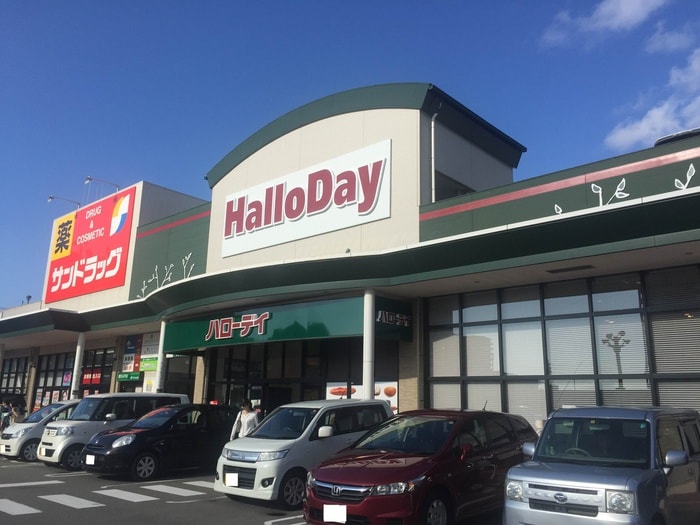 HalloDay
薬
DRUG
&
COSMETIC
サンドラッグ
ハローデイ
ハローデイ